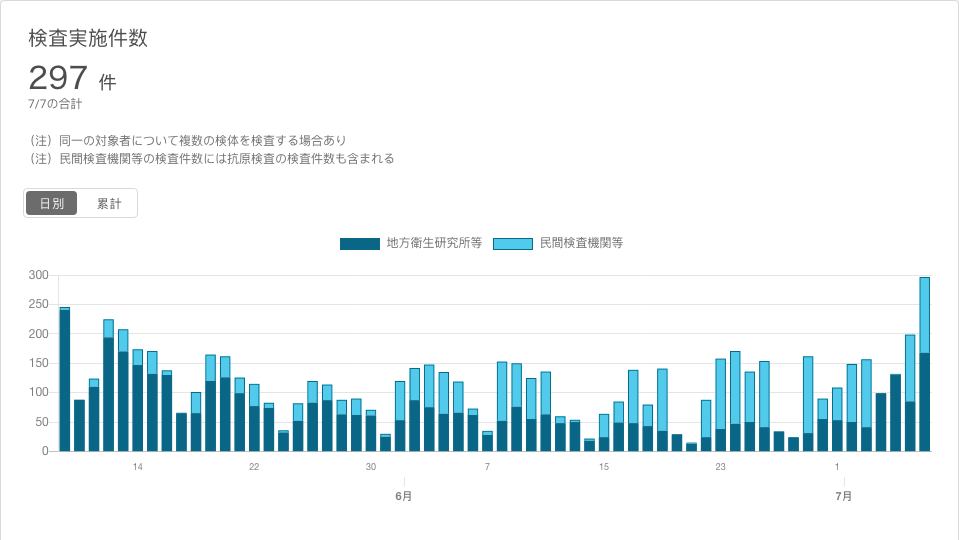 検査実施件数
297 件
7/7の合計
（注）同一の対象者について複数の検体を検査する場合あり
（注）民間検査機関等の検査件数には抗原検査の検査件数も含まれる
日別 累計
地方衛生研究所等 民間検査機関等
300
250
200
150
100
50
0
14 22 30 7 15 23 1
6月 7月